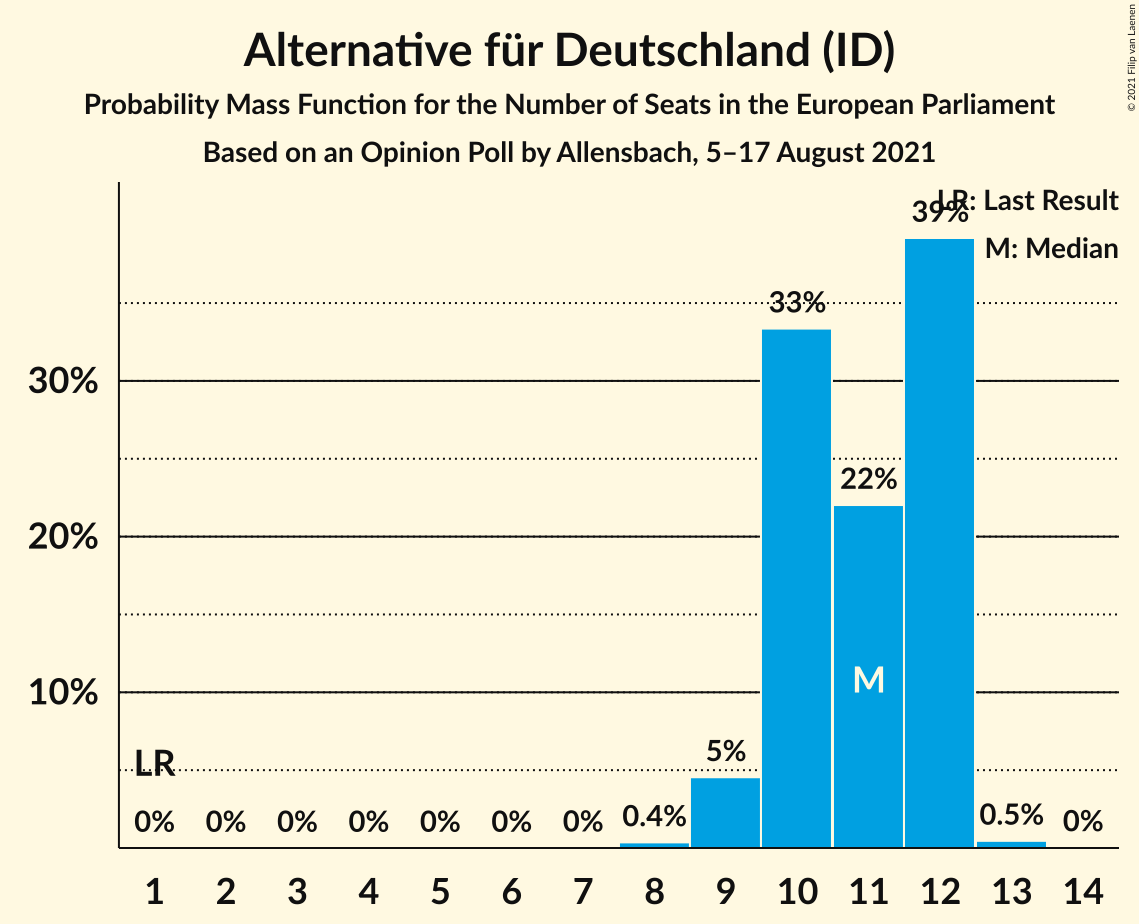 Alternative für Deutschland (ID)
Probability Mass Function for the Number of Seats in the European Parliament
Based on an Opinion Poll by Allensbach, 5–17 August 2021
© 2021 Filip van Laenen
LR: Last Result
M: Median
39%
33%
30%
22%
20%
M
10%
5%
LR
0% 0% 0% 0% 0% 0% 0% 0.4% 0.5% 0%
1 2 3 4 5 6 7 8 9 10 11 12 13 14